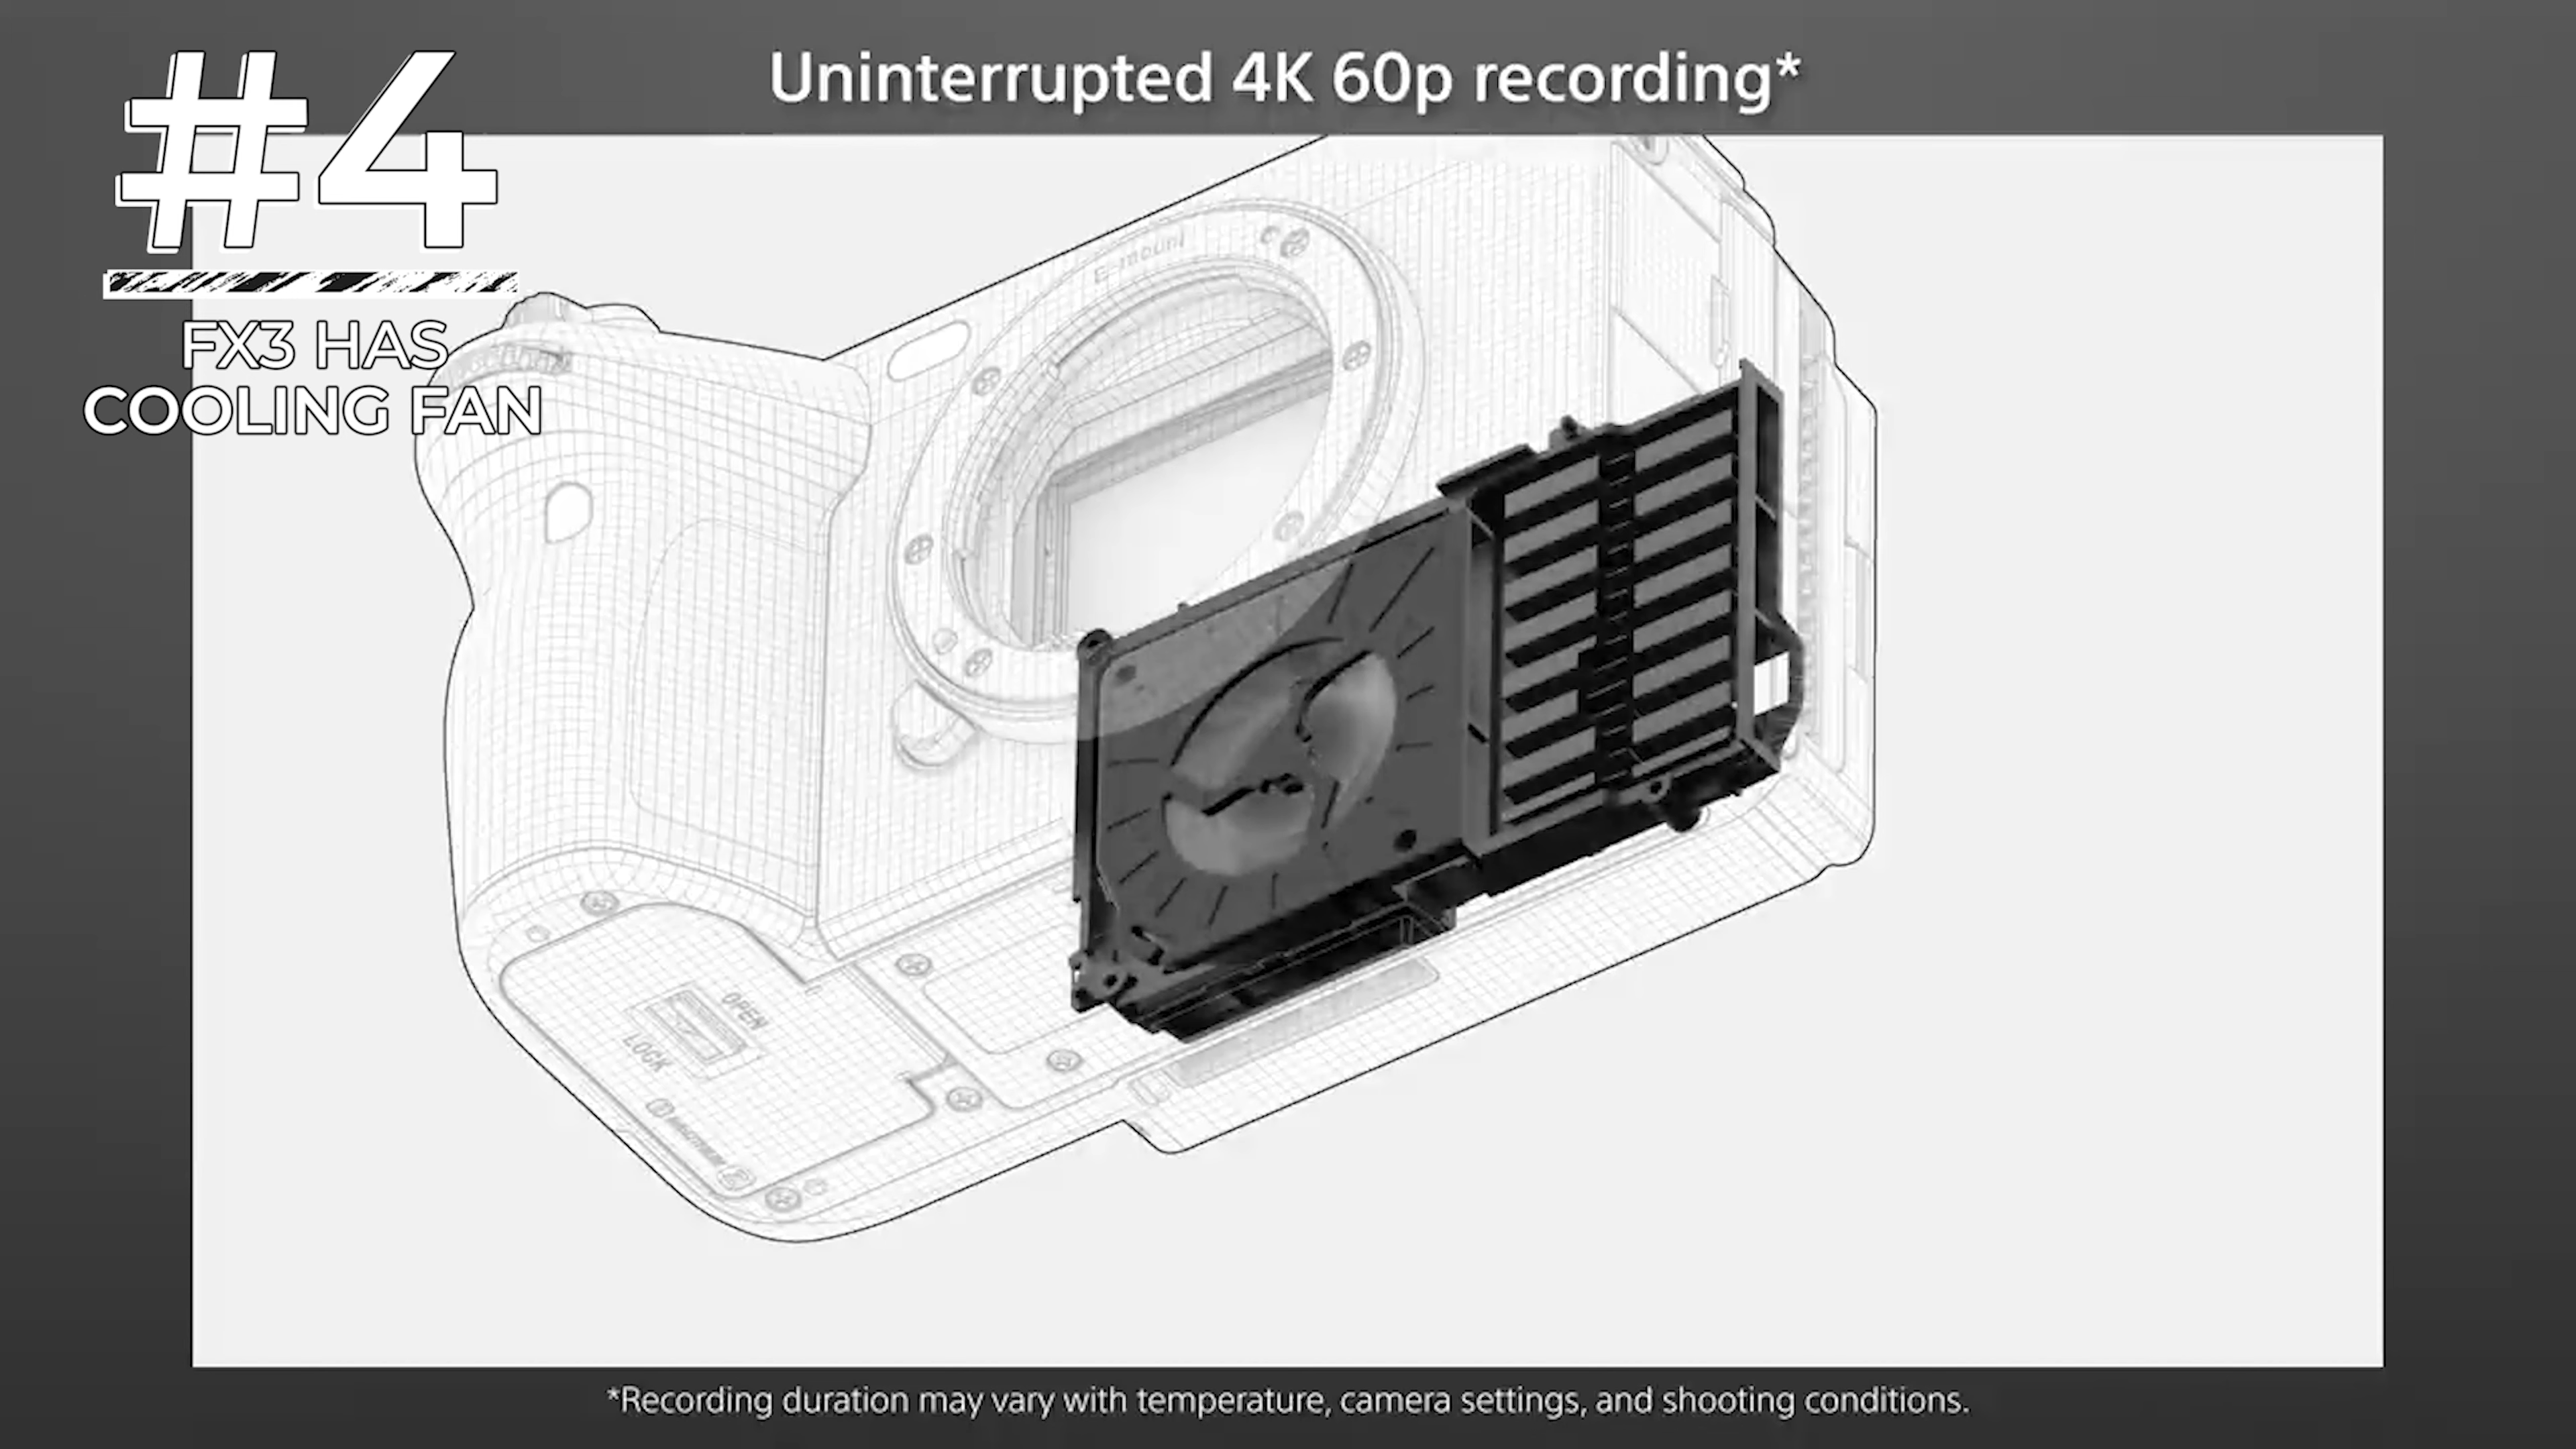 #4
FX3 HAS
COOLING FAN
Uninterrupted 4K 60p recording*
E-mount
OPEN
LOCK
*Recording duration may vary with temperature, camera settings, and shooting conditions.